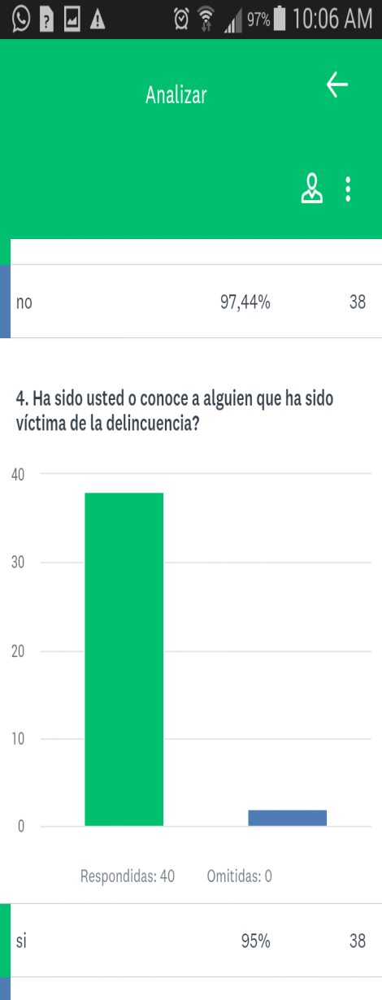 97% 10:06 AM
Analizar
no 97,44% 38
4. Ha sido usted o conoce a alguien que ha sido
víctima de la delincuencia?
40
30
20
10
0
Respondidas: 40 Omitidas: 0
si 95% 38